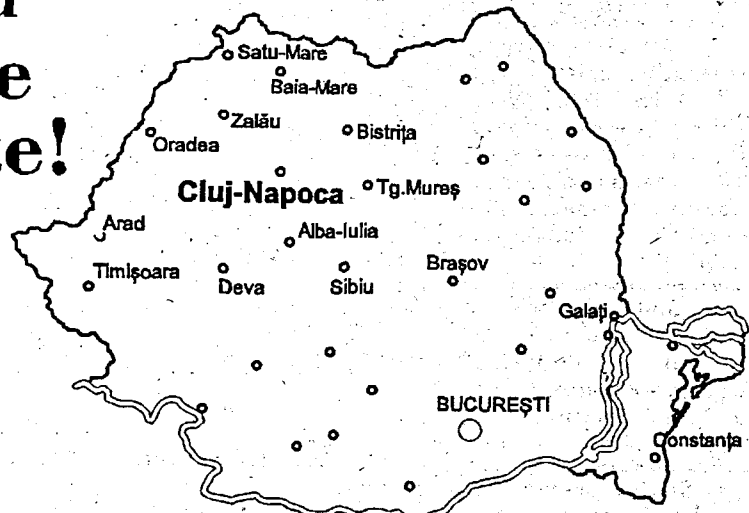 Satu-Mare
Baia-Mare
Zalău
Bistrița
Oradea
Cluj-Napoca
Tg.Mureș
Arad
Alba-Iulia
Timișoara
Deva
Sibiu
Brașov
Galați
BUCUREȘTI
Constanța